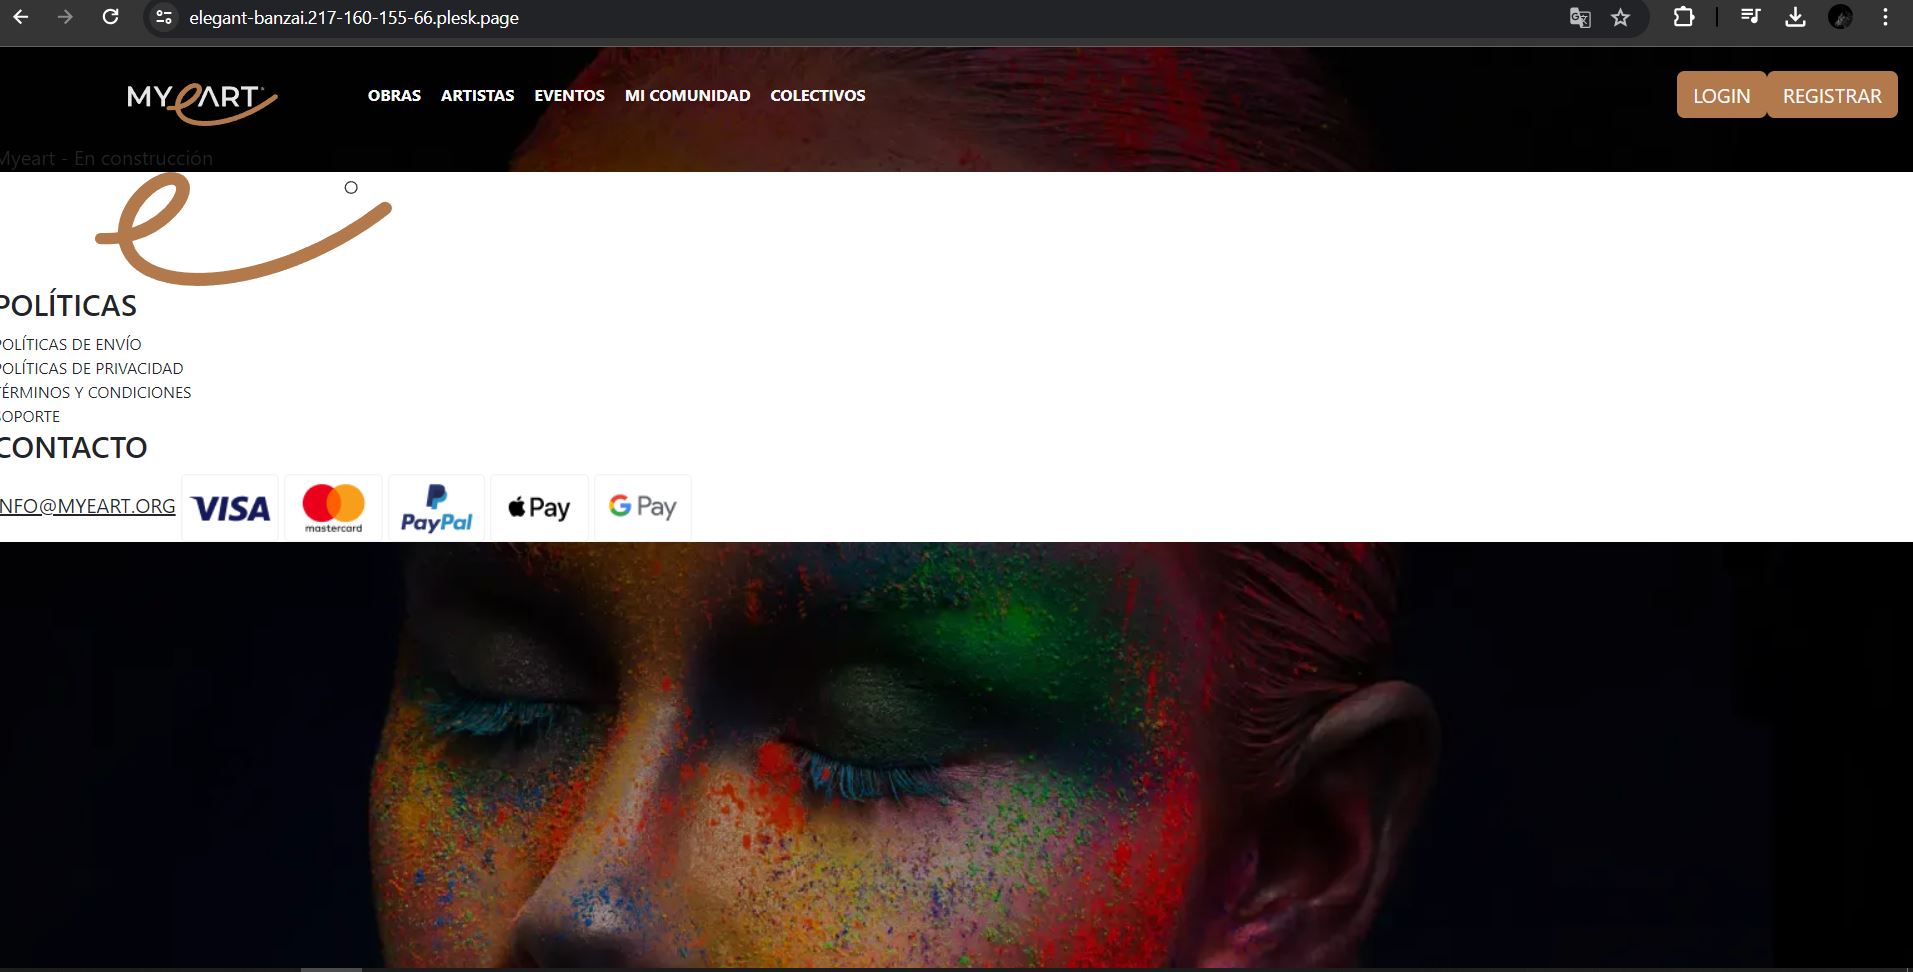 elegant-banzai.217-160-155-66.plesk.page
MYeART
OBRAS ARTISTAS EVENTOS MI COMUNIDAD COLECTIVOS
LOGIN REGISTRAR
Myeart - En construcción
POLÍTICAS
POLÍTICAS DE ENVÍO
POLÍTICAS DE PRIVACIDAD
TÉRMINOS Y CONDICIONES
SOPORTE
CONTACTO
INFO@MYEART.ORG VISA mastercard PayPal Pay G Pay